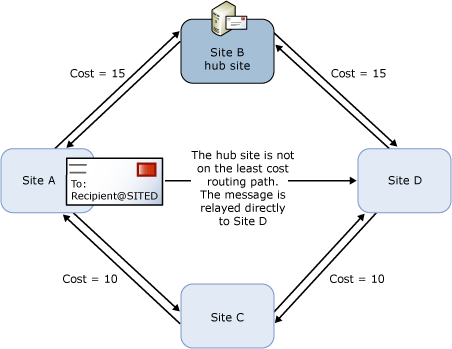 Site B
hub site
Cost = 15
Cost = 15
Site A
To:
Recipient@SITED
The hub site is not
on the least cost
routing path.
The message is
relayed directly
to Site D
Site D
Cost = 10
Cost = 10
Site C